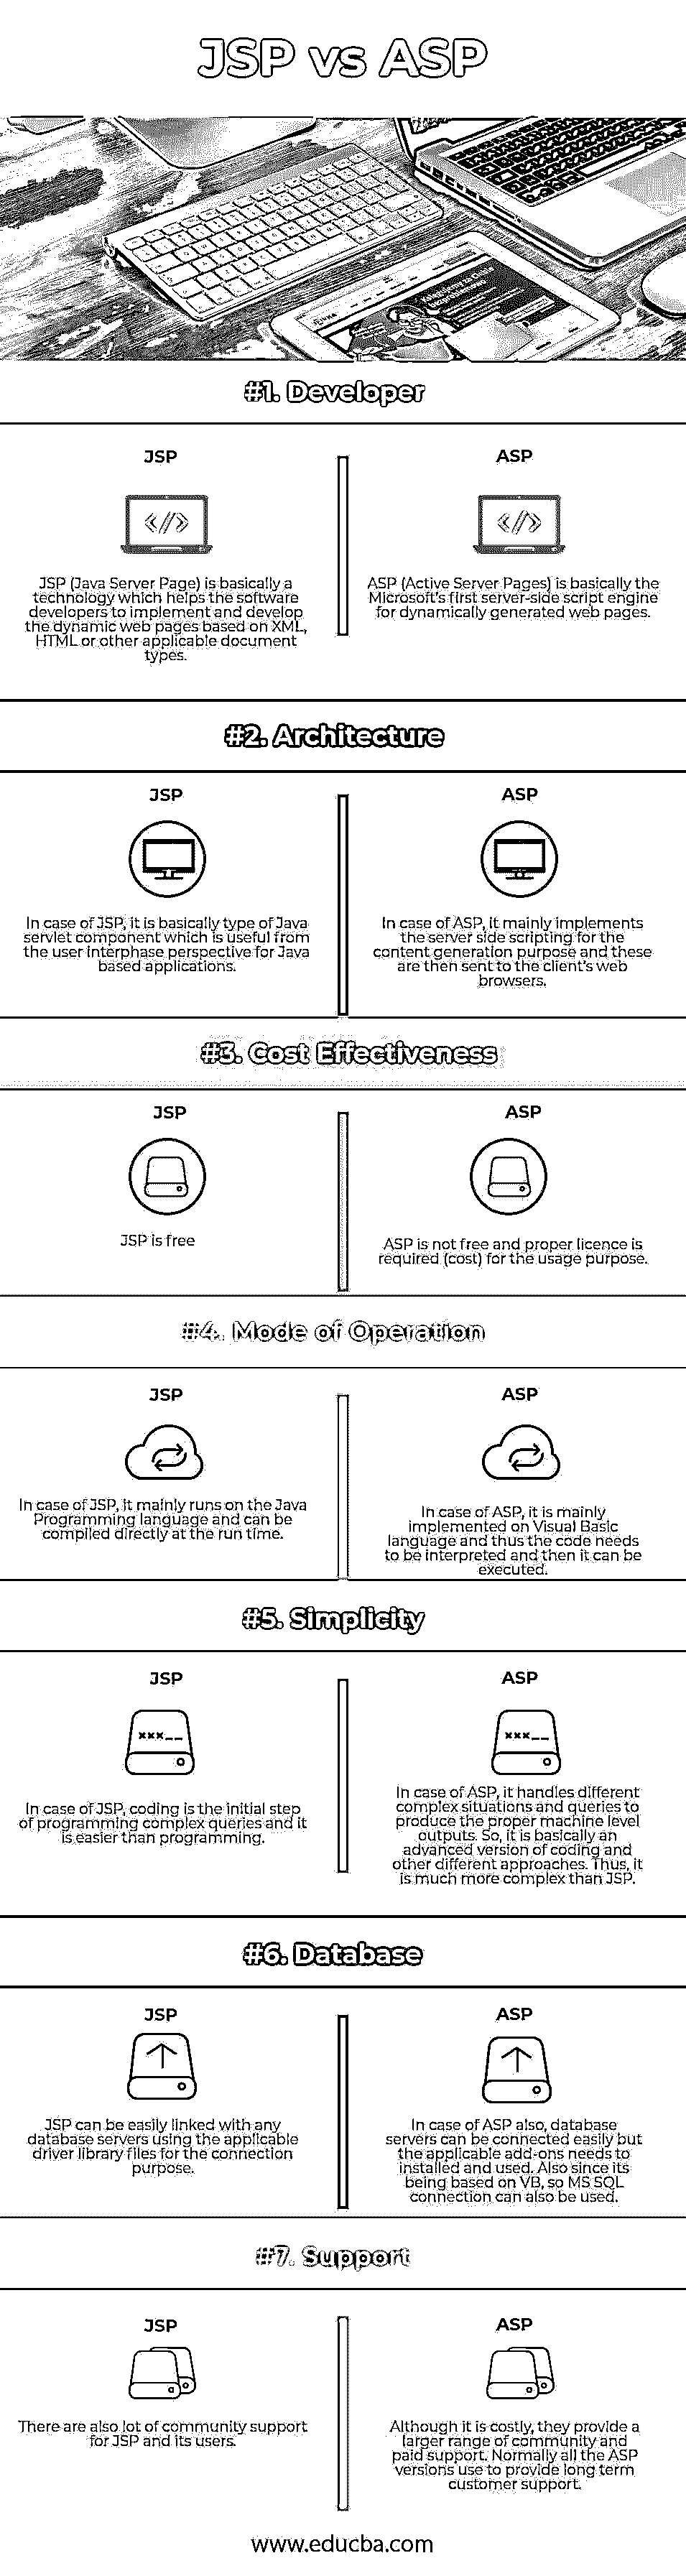 JSP vs ASP
#1. Developer
JSP
JSP (Java Server Page) is basically a
technology which helps the software
developers to implement and develop
the dynamic web pages based on XML,
HTML or other applicable document
types.
ASP
ASP (Active Server Pages) is basically the
Microsoft's first server-side script engine
for dynamically generated web pages.
#2. Architecture
JSP
In case of JSP, it is basically type of Java
servlet component which is useful from
the user interphase perspective for Java
based applications.
ASP
In case of ASP, it mainly implements
the server side scripting for the
content generation purpose and these
are then sent to the client's web
browsers.
#3. Cost Effectiveness
JSP
JSP is free
ASP
ASP is not free and proper licence is
required (cost) for the usage purpose.
#4. Mode of Operation
JSP
In case of JSP, it mainly runs on the Java
Programming language and can be
compiled directly at the run time.
ASP
In case of ASP, it is mainly
implemented on Visual Basic
language and thus the code needs
to be interpreted and then it can be
executed.
#5. Simplicity
JSP
xxx__
In case of JSP, coding is the initial step
of programming complex queries and it
is easier than programming.
ASP
xxx__
In case of ASP, it handles different
complex situations and queries to
produce the proper machine level
outputs. So, it is basically an
advanced version of coding and
other different approaches. Thus, it
is much more complex than JSP.
#6. Database
JSP
JSP can be easily linked with any
database servers using the applicable
driver library files for the connection
purpose.
ASP
In case of ASP also, database
servers can be connected easily but
the applicable add-ons needs to
installed and used. Also since its
being based on VB, so MS SQL
connection can also be used.
#7. Support
JSP
There are also lot of community support
for JSP and its users.
ASP
Although it is costly, they provide a
larger range of community and
paid support. Normally all the ASP
versions use to provide long term
customer support.
www.educba.com